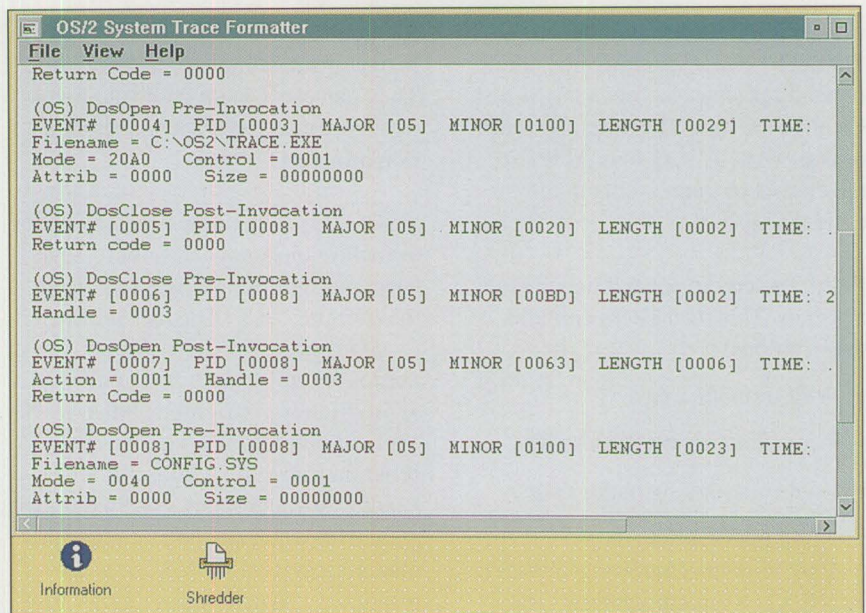 OS/2 System Trace Formatter
File View Help
Return Code = 0000
(OS) DosOpen Pre-Invocation
EVENT# [0004] PID [0003] MAJOR [05] MINOR [0100] LENGTH [0029] TIME:
Filename = C:\OS2\TRACE.EXE
Mode = 20A0 Control = 0001
Attrib = 0000 Size = 00000000
(OS) DosClose Post-Invocation
EVENT# [0005] PID [0008] MAJOR [05] MINOR [0020] LENGTH [0002] TIME: .
Return code = 0000
(OS) DosClose Pre-Invocation
EVENT# [0006] PID [0008] MAJOR [05] MINOR [00BD] LENGTH [0002] TIME: 2
Handle = 0003
(OS) DosOpen Post-Invocation
EVENT# [0007] PID [0008] MAJOR [05] MINOR [0063] LENGTH [0006] TIME: .
Action = 0001 Handle = 0003
Return Code = 0000
(OS) DosOpen Pre-Invocation
EVENT# [0008] PID [0008] MAJOR [05] MINOR [0100] LENGTH [0023] TIME:
Filename = CONFIG.SYS
Mode = 0040 Control = 0001
Attrib = 0000 Size = 00000000
Information
Shredder